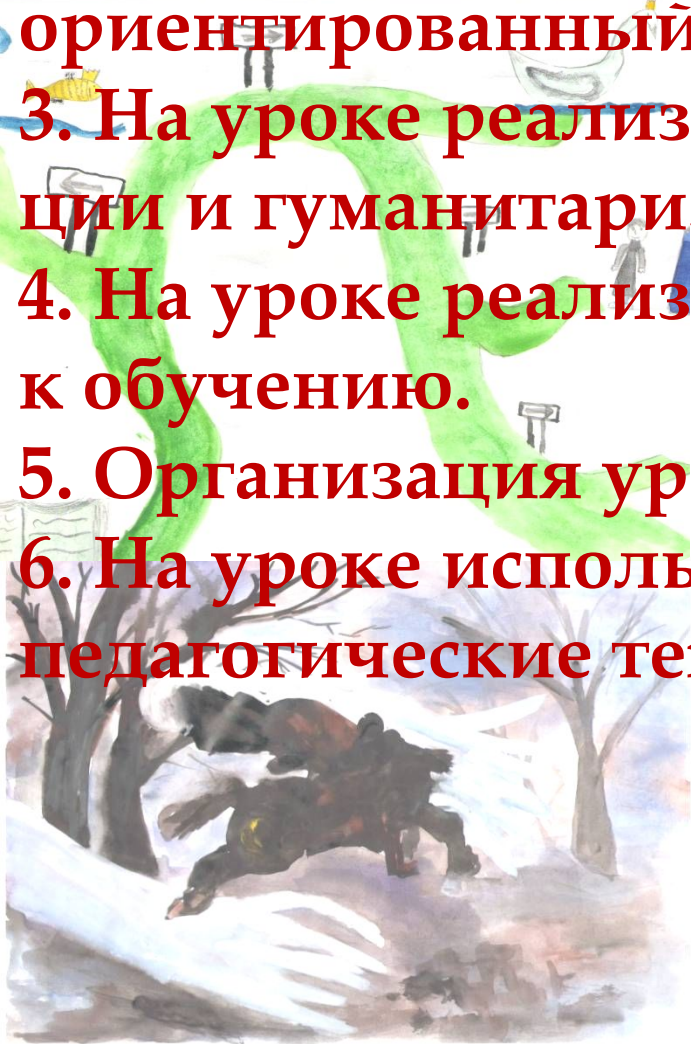 ориентированный
3. На уроке реализ
ции и гуманитари
4. На уроке реализ
к обучению.
5. Организация ур
6. На уроке исполь
педагогические те